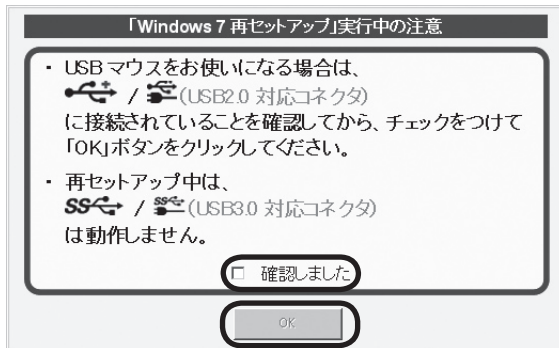 「Windows 7 再セットアップ」実行中の注意
・ USB マウスをお使いになる場合は、
/ (USB2.0 対応コネクタ)
に接続されていることを確認してから、チェックをつけて
「OK」ボタンをクリックしてください。
・ 再セットアップ中は、
SS / SS (USB3.0 対応コネクタ)
は動作しません。
確認しました
OK